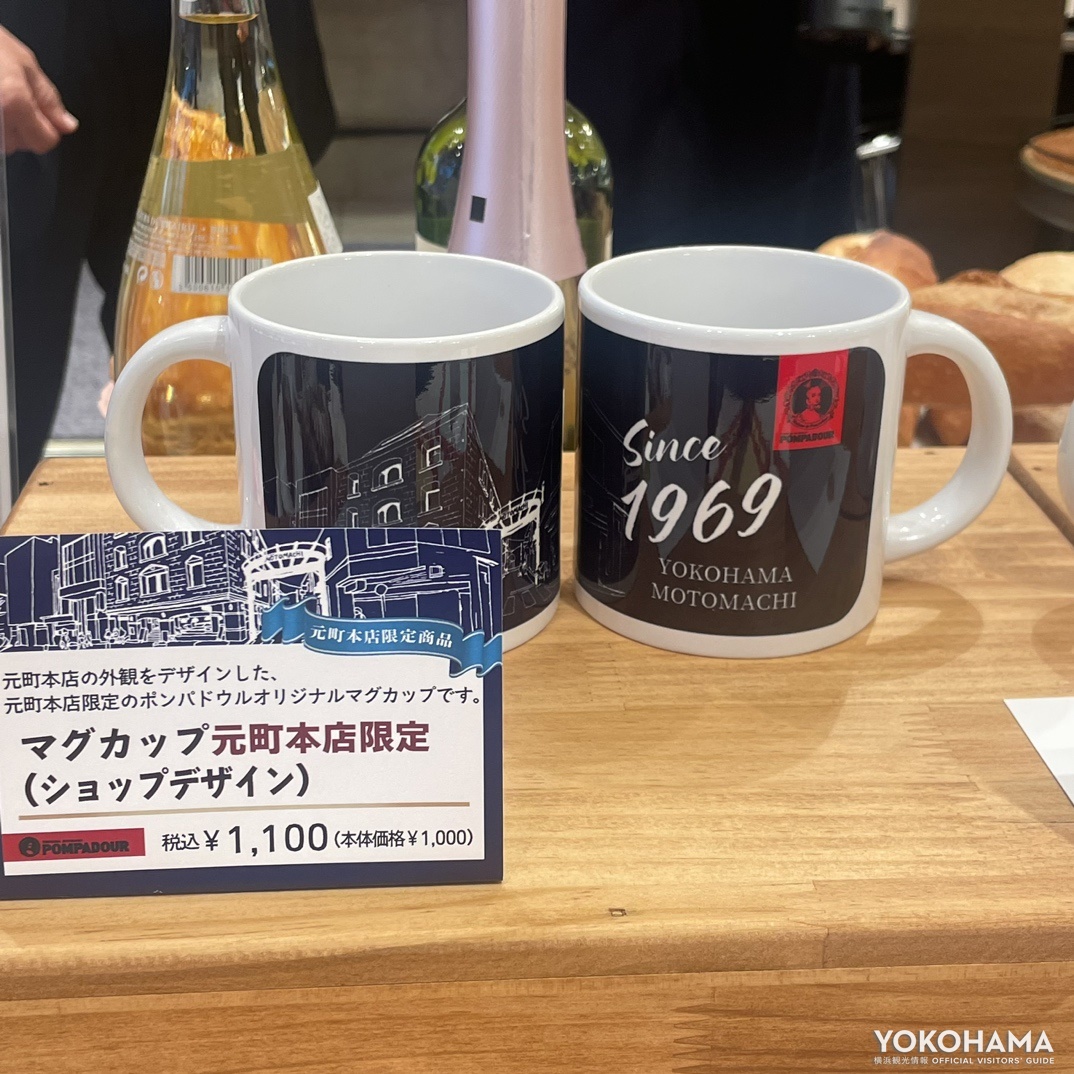 Since
1969
YOKOHAMA
MOTOMACHI
POMPADOUR
MOTOMACHI
元町本店限定商品
元町本店の外観をデザインした、
元町本店限定のポンパドウルオリジナルマグカップです。
マグカップ元町本店限定
(ショップデザイン)
POMPADOUR
税込¥1,100(本体価格¥1,000)
YOKOHAMA
横浜観光情報 OFFICIAL VISITORS' GUIDE